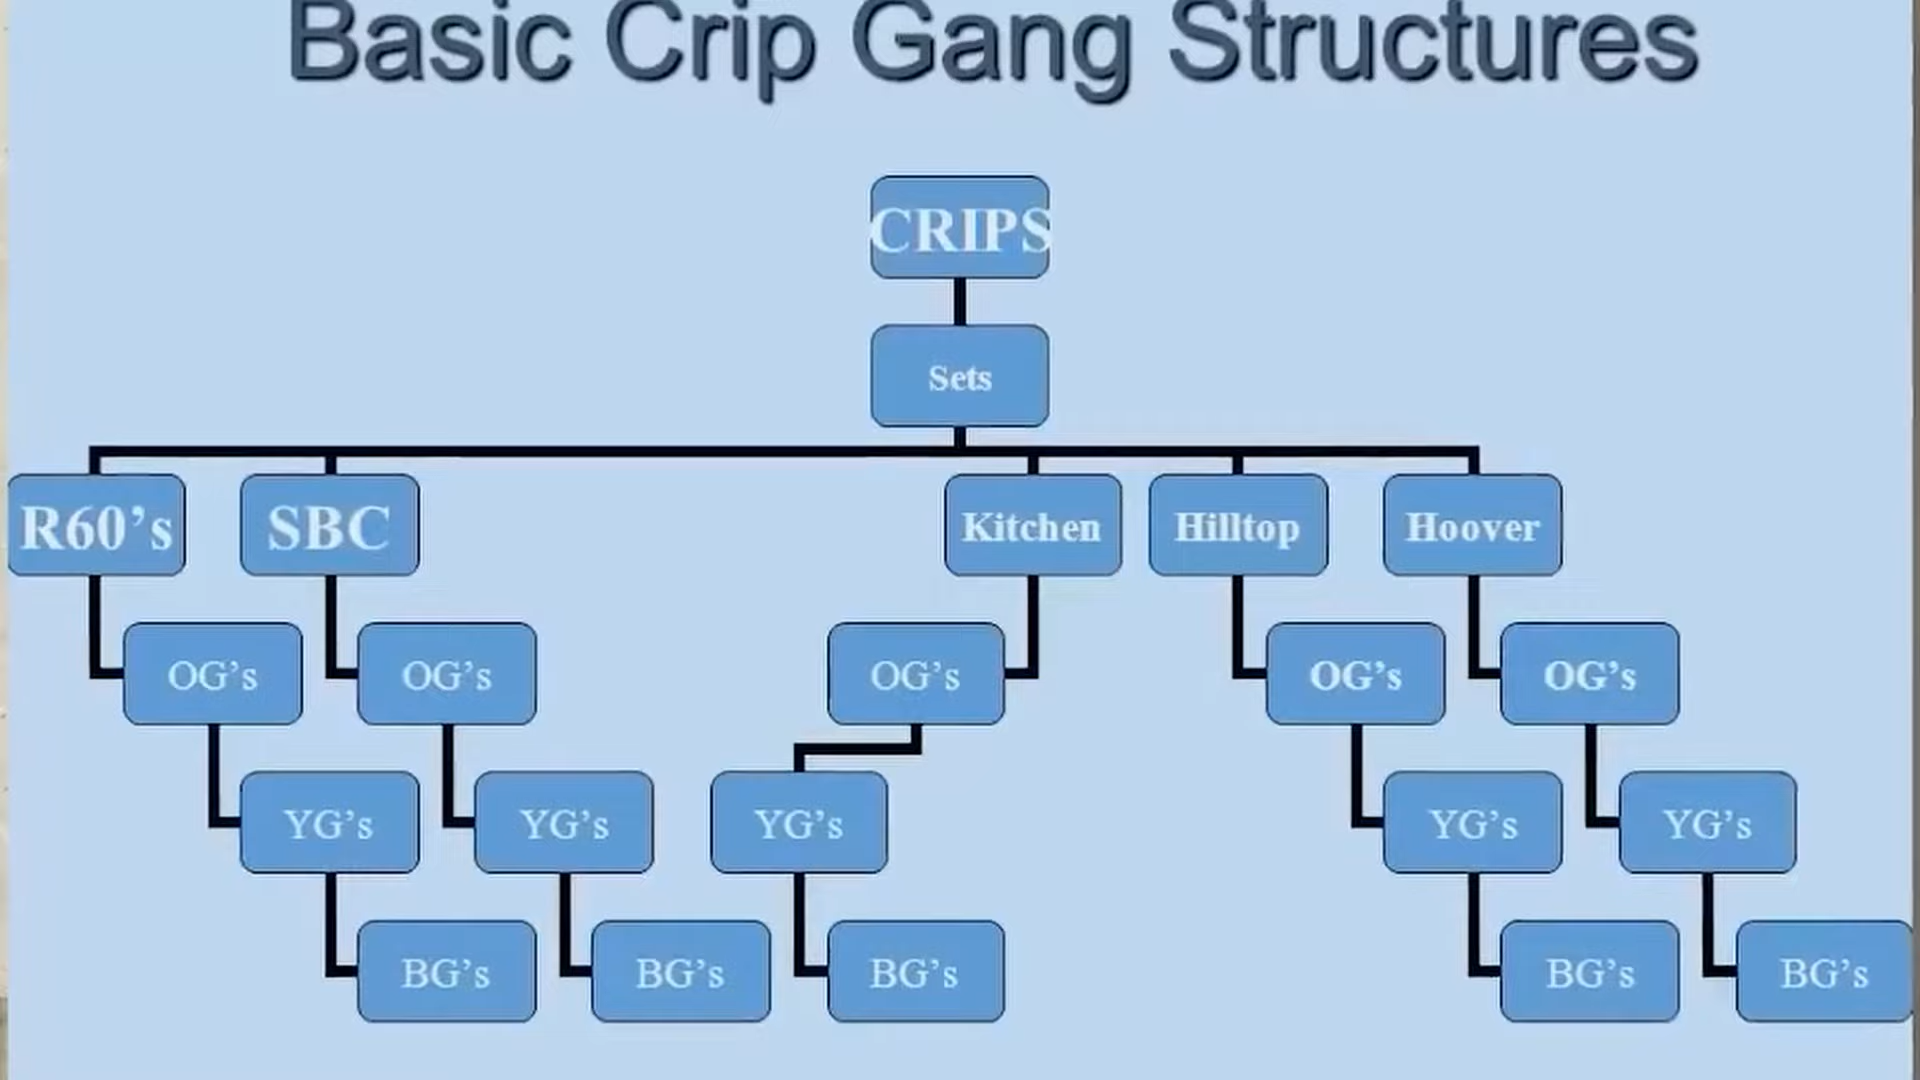 Basic Crip Gang Structures
CRIPS
Sets
R60’s
SBC
Kitchen
Hilltop
Hoover
OG’s
OG’s
OG’s
OG’s
OG’s
YG’s
YG’s
YG’s
YG’s
YG’s
BG’s
BG’s
BG’s
BG’s
BG’s